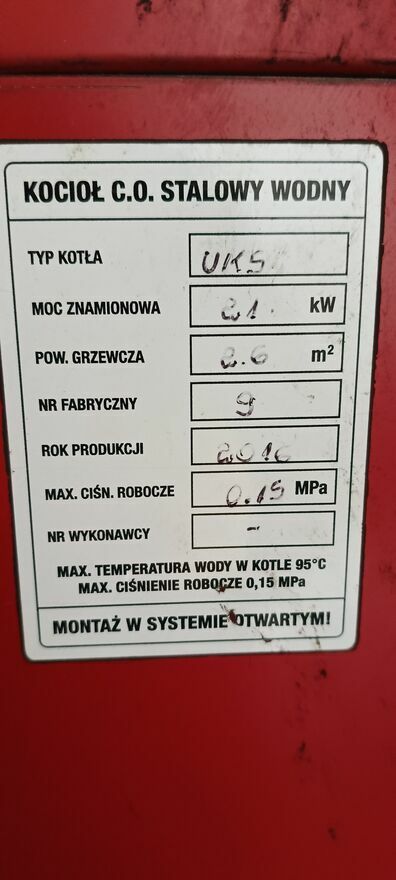 KOCIOŁ C.O. STALOWY WODNY
TYP KOTŁA UKS
MOC ZNAMIONOWA 21 kW
POW. GRZEWCZA 2.6 m²
NR FABRYCZNY 9
ROK PRODUKCJI 2016
MAX. CIŚN. ROBOCZE 0.15 MPa
NR WYKONAWCY -
MAX. TEMPERATURA WODY W KOTLE 95°C
MAX. CIŚNIENIE ROBOCZE 0,15 MPa
MONTAŻ W SYSTEMIE OTWARTYM!